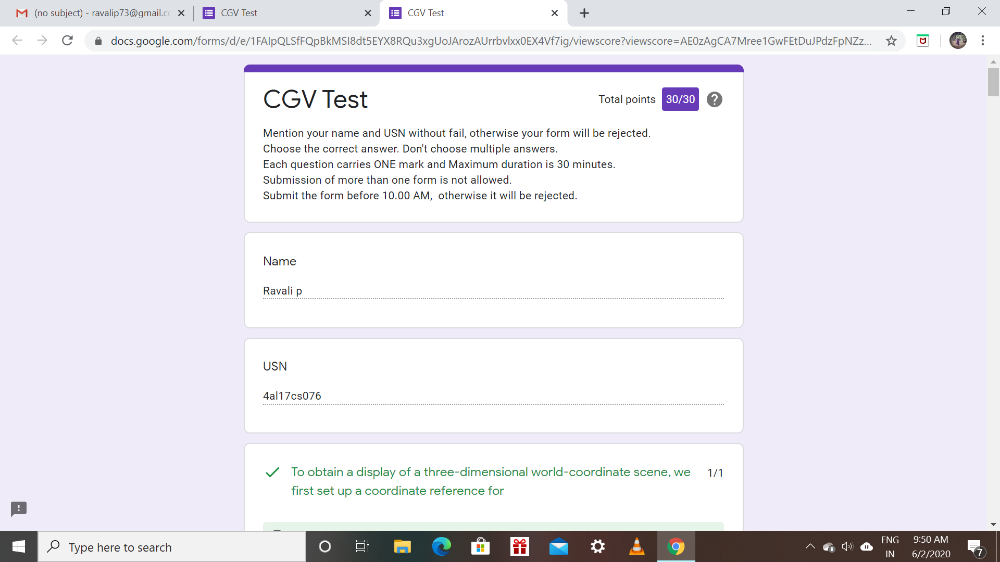 (no subject) - ravalip73@gmail.cc
CGV Test
CGV Test
docs.google.com/forms/d/e/1FAIpQLSfFQpBkMSI8dt5EYX8RQu3xgUoJArozAUrrbvlxx0EX4Vf7ig/viewscore?viewscore=AE0zAgCA7Mree1GwFEtDuJPdzFpNZz...
CGV Test
Total points 30/30
Mention your name and USN without fail, otherwise your form will be rejected.
Choose the correct answer. Don't choose multiple answers.
Each question carries ONE mark and Maximum duration is 30 minutes.
Submission of more than one form is not allowed.
Submit the form before 10.00 AM,  otherwise it will be rejected.
Name
Ravali p
USN
4al17cs076
To obtain a display of a three-dimensional world-coordinate scene, we 1/1
first set up a coordinate reference for
Type here to search
ENG
IN
9:50 AM
6/2/2020
7